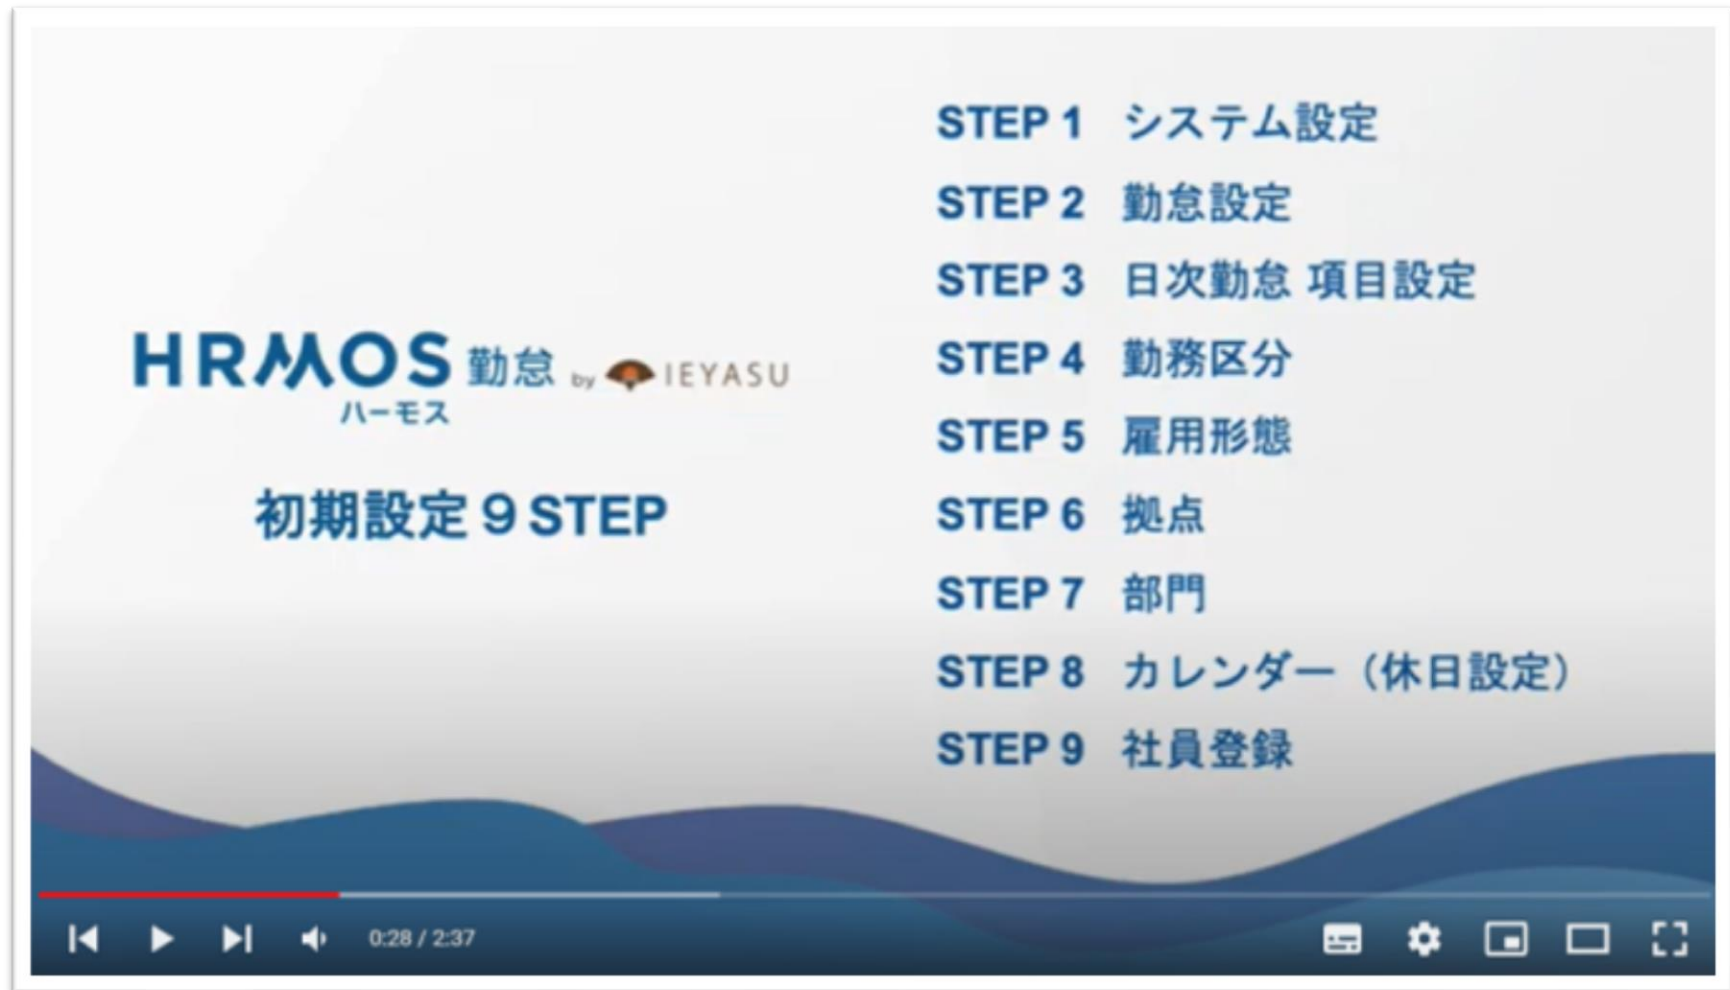 HRMOS 勤怠 by IEYASU
ハーモス
初期設定９STEP
STEP 1 システム設定
STEP 2 勤怠設定
STEP 3 日次勤怠 項目設定
STEP 4 勤務区分
STEP 5 雇用形態
STEP 6 拠点
STEP 7 部門
STEP 8 カレンダー（休日設定）
STEP 9 社員登録
0:28 / 2:37